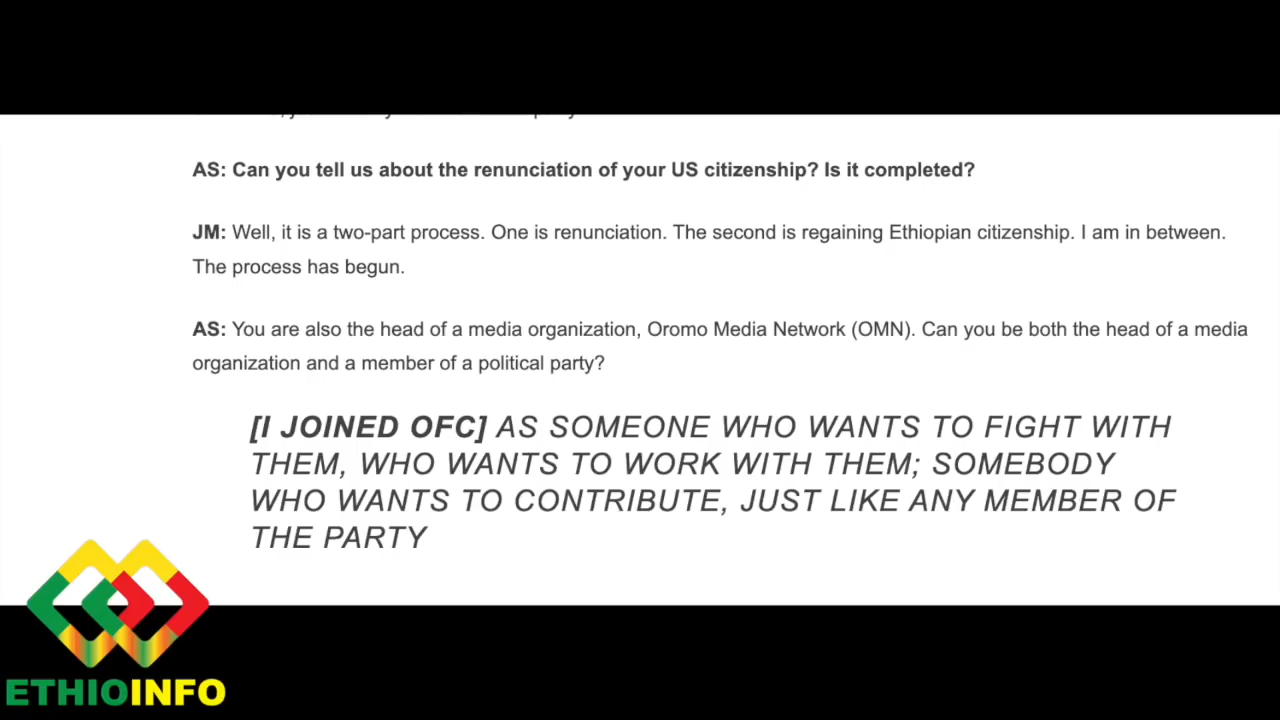 AS: Can you tell us about the renunciation of your US citizenship? Is it completed?
JM: Well, it is a two-part process. One is renunciation. The second is regaining Ethiopian citizenship. I am in between.
The process has begun.
AS: You are also the head of a media organization, Oromo Media Network (OMN). Can you be both the head of a media
organization and a member of a political party?
[I JOINED OFC] AS SOMEONE WHO WANTS TO FIGHT WITH
THEM, WHO WANTS TO WORK WITH THEM; SOMEBODY
WHO WANTS TO CONTRIBUTE, JUST LIKE ANY MEMBER OF
THE PARTY
ETHIOINFO